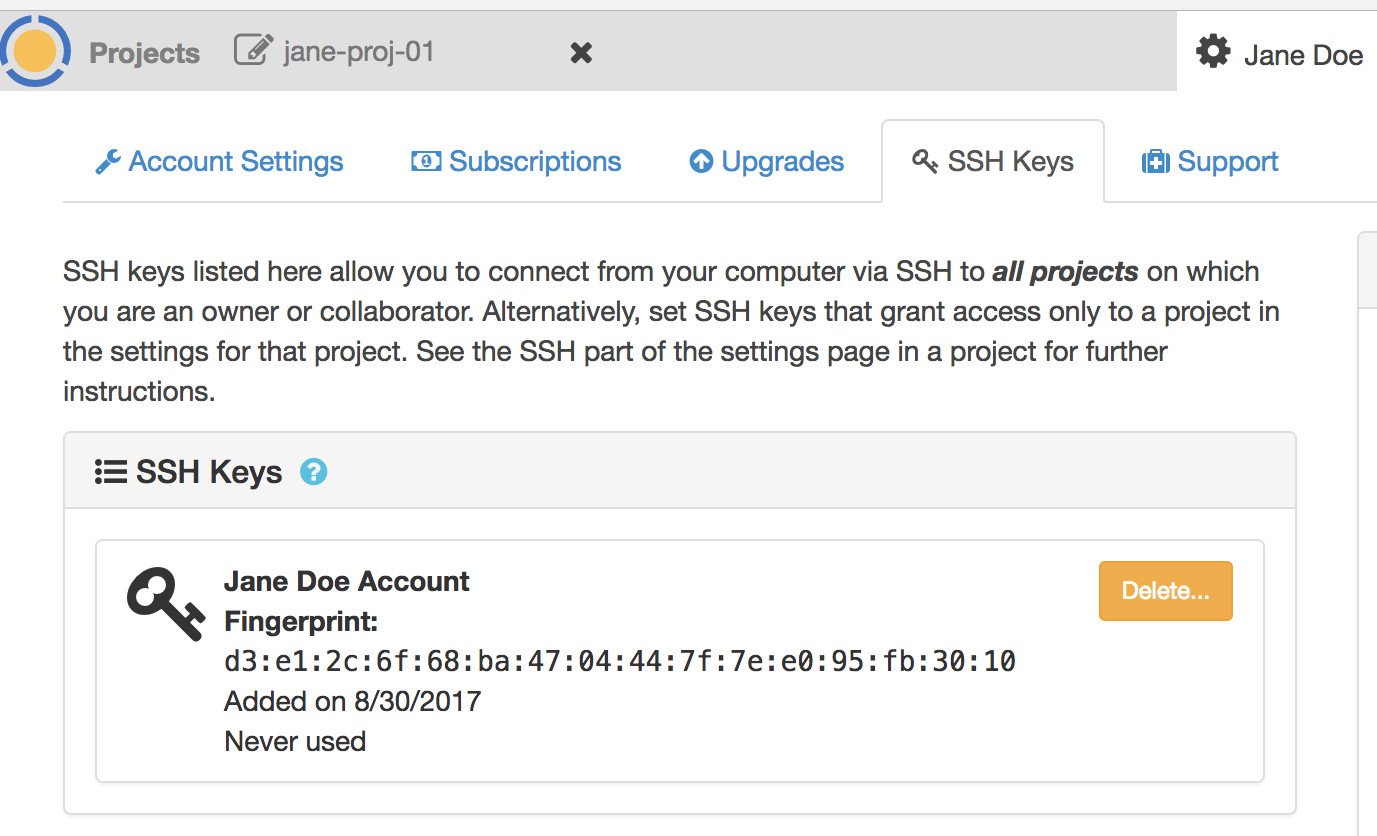 Projects jane-proj-01 Jane Doe
Account Settings Subscriptions Upgrades SSH Keys Support
SSH keys listed here allow you to connect from your computer via SSH to all projects on which
you are an owner or collaborator. Alternatively, set SSH keys that grant access only to a project in
the settings for that project. See the SSH part of the settings page in a project for further
instructions.
SSH Keys
Jane Doe Account
Delete...
Fingerprint:
d3:e1:2c:6f:68:ba:47:04:44:7f:7e:e0:95:fb:30:10
Added on 8/30/2017
Never used